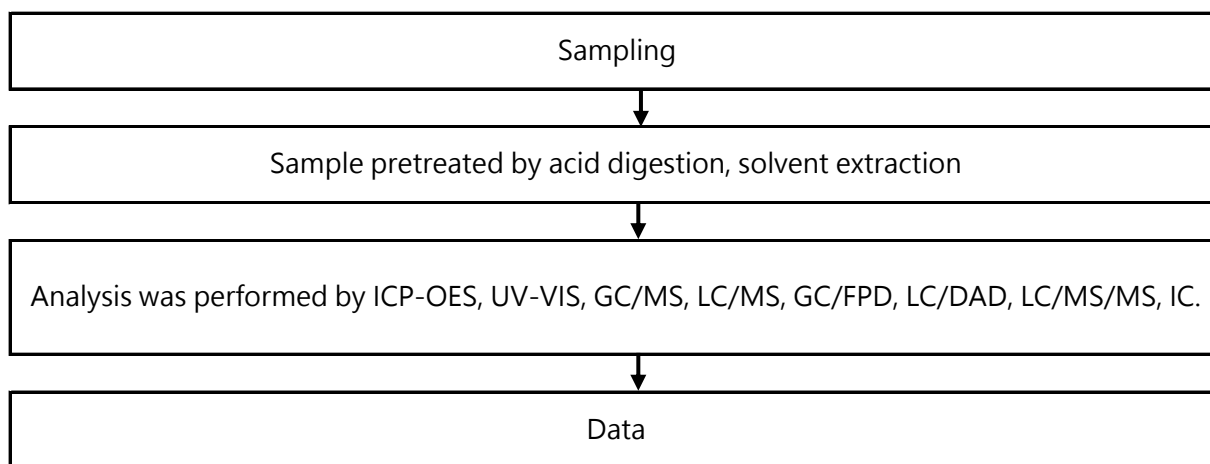 Sampling
Sample pretreated by acid digestion, solvent extraction
Analysis was performed by ICP-OES, UV-VIS, GC/MS, LC/MS, GC/FPD, LC/DAD, LC/MS/MS, IC.
Data